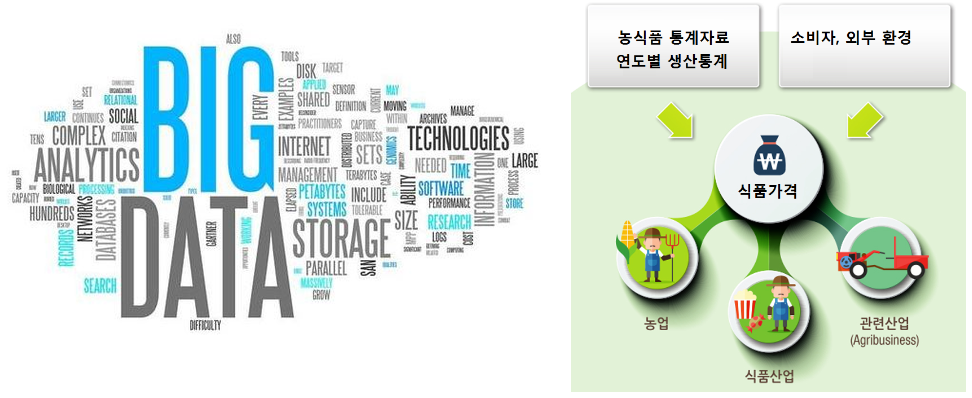 ALSO
BIG
DATA
TOOLS
DISK
TARGET
APPLIED
SENSOR
MAY
SHARED
DEFINITION
CURRENT
MOVING
MANAGE
EVERY
EXAMPLES
PRACTITIONERS
CAPTURE
WITHIN
ARCHIVES
SET
USE
RELATIONAL
LARGER
CONTINUES
SOCIAL
TENS
COMPLEX
CITATION
ANALYTICS
INTERNET
DISTRIBUTED
BUSINESS
SETS
GENOMICS
TECHNOLOGIES
USING
MANAGEMENT
TERABYTES
CASE
NEEDED
TIME
INFORMATION
ONE
LARGE
BIOLOGICAL
PROCESSING
CAPACITY
ELAPSED
PETABYTES
INCLUDE
ABILITY
SOFTWARE
PROCESS
HUNDREDS
NETWORKS
DATABASES
SYSTEMS
TOLERABLE
PERFORMANCE
STORE
RECORDS
GARTNER
WORKING
STORAGE
SIZE
MPP
RESEARCH
LOGS
COST
SEARCH
PARALLEL
SAN
MASSIVELY
GROW
DIFFICULTY
농식품 통계자료
연도별 생산통계
소비자, 외부 환경
₩
식품가격
농업
식품산업
관련산업
(Agribusiness)